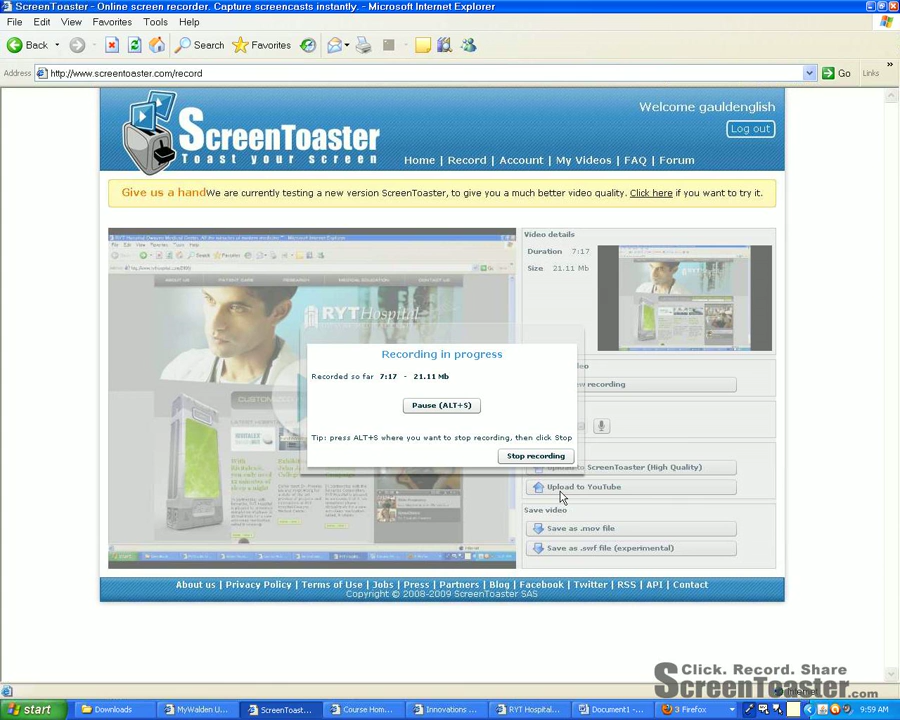 ScreenToaster - Online screen recorder. Capture screencasts instantly. - Microsoft Internet Explorer
File Edit View Favorites Tools Help
Back Search Favorites
Address http://www.screentoaster.com/record Go Links »
ScreenToaster
Toast your screen
Welcome gauldenglish
Log out
Home | Record | Account | My Videos | FAQ | Forum
Give us a hand We are currently testing a new version ScreenToaster, to give you a much better video quality. Click here if you want to try it.
RYT Hospital
Video details
Duration 7:17
Size 21.11 Mb
Recording in progress
Recorded so far 7:17 - 21.11 Mb
Pause (ALT+S)
Tip: press ALT+S where you want to stop recording, then click Stop
Stop recording
recording
to ScreenToaster (High Quality)
Upload to YouTube
Save video
Save as .mov file
Save as .swf file (experimental)
About us | Privacy Policy | Terms of Use | Jobs | Press | Partners | Blog | Facebook | Twitter | RSS | API | Contact
Copyright © 2008-2009 ScreenToaster SAS
Click. Record. Share
ScreenToaster.com
start Downloads MyWalden U... ScreenToast... Course Hom... Innovations ... RYT Hospital... Document1 - ... 3 Firefox 9:59 AM